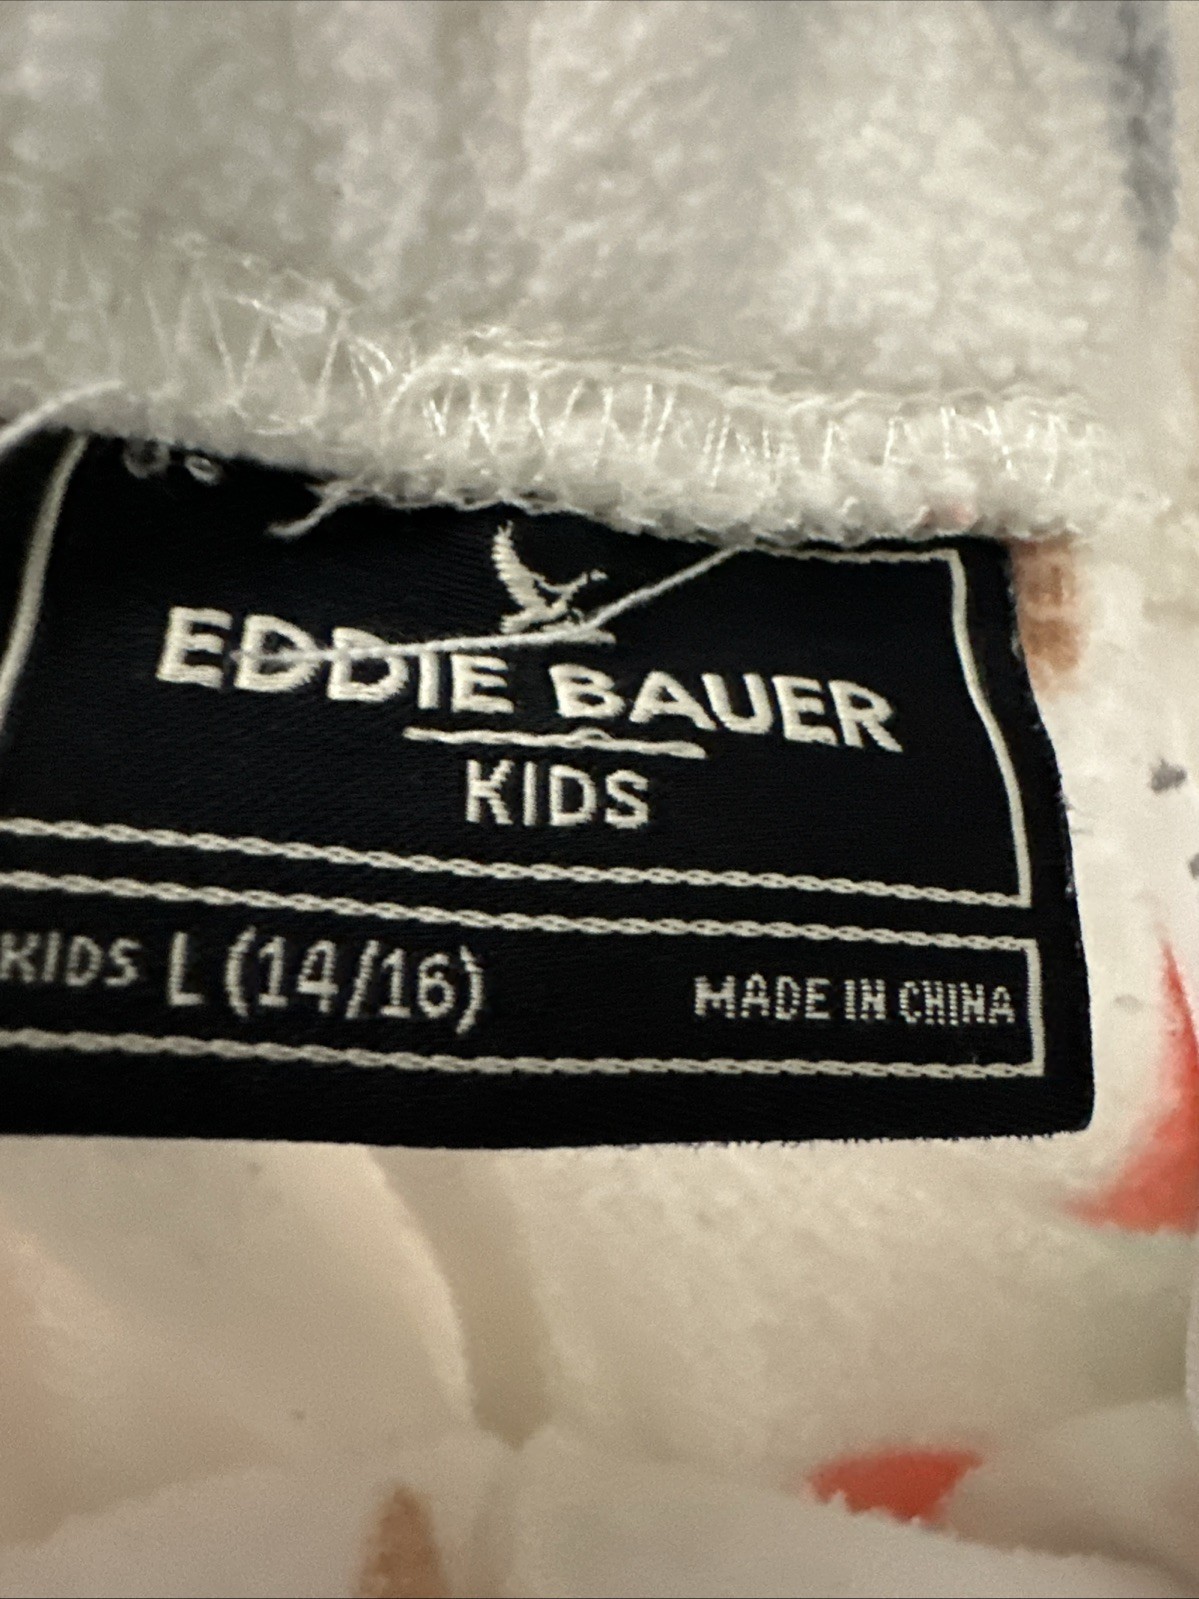 EDDIE BAUER
KIDS
KIDS L (14/16) MADE IN CHINA